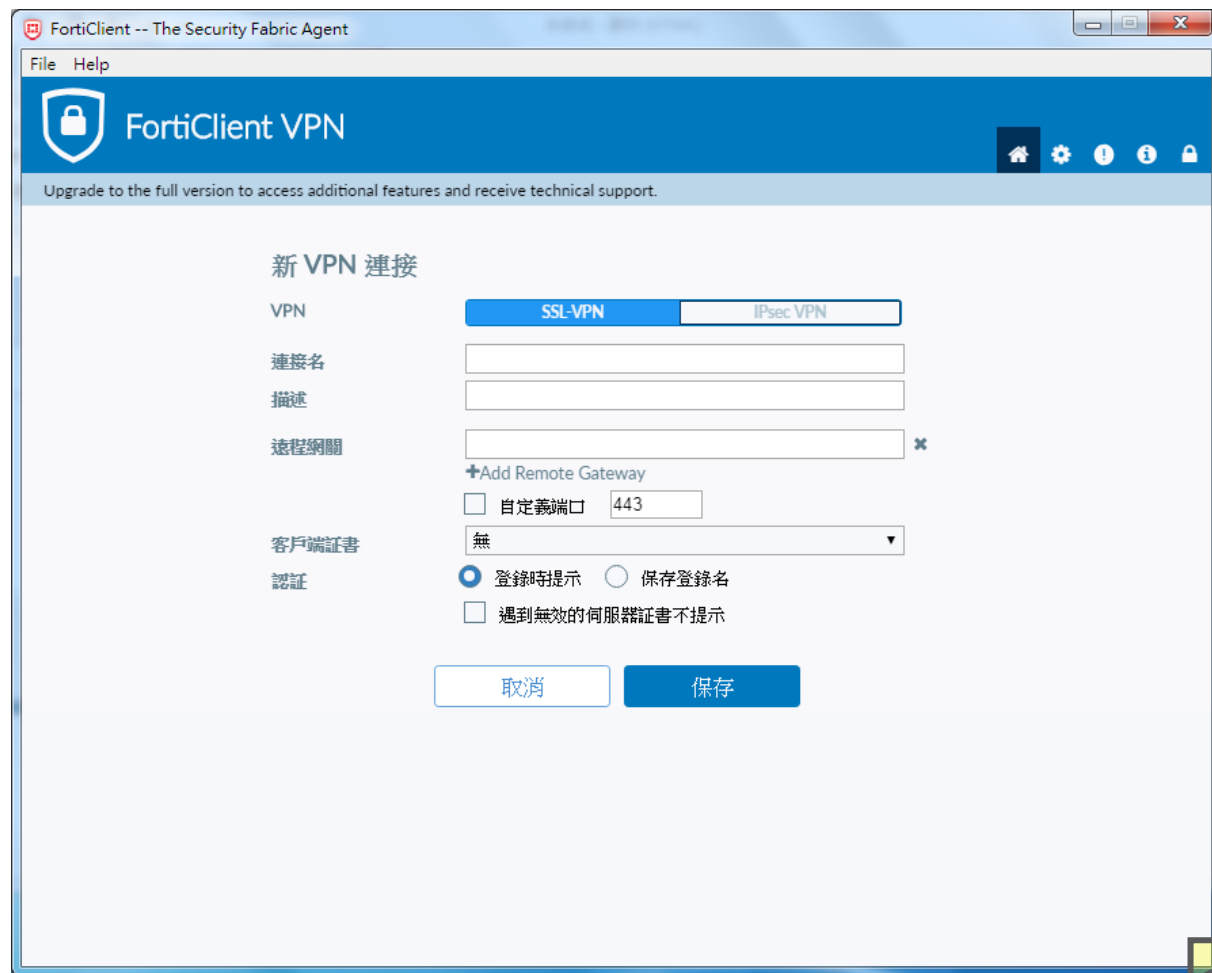 FortiClient -- The Security Fabric Agent
File Help
FortiClient VPN
Upgrade to the full version to access additional features and receive technical support.
新 VPN 連接
VPN SSL-VPN IPsec VPN
連接名
描述
遠程網關
+Add Remote Gateway
自定義端口 443
客戶端証書 無
認証 登錄時提示 保存登錄名
遇到無效的伺服器証書不提示
取消 保存